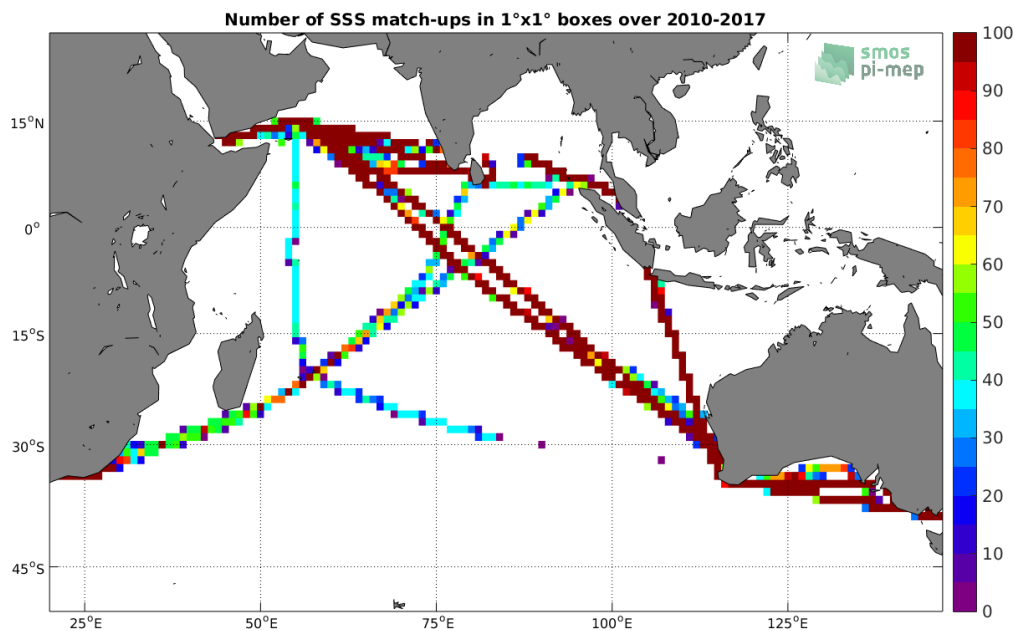 Number of SSS match-ups in 1°x1° boxes over 2010-2017
smos
pi-mep
15°N
0°
15°S
30°S
45°S
25°E
50°E
75°E
100°E
125°E
100
90
80
70
60
50
40
30
20
10
0